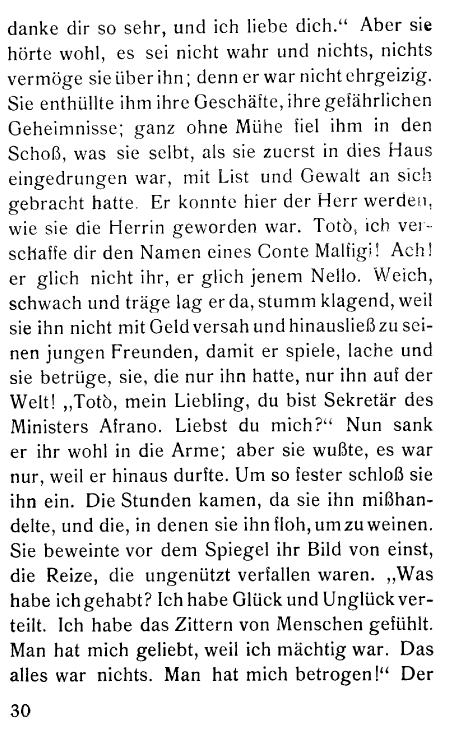 danke dir so sehr, und ich liebe dich.“ Aber sie
hörte wohl, es sei nicht wahr und nichts, nichts
vermöge sie über ihn; denn er war nicht ehrgeizig.
Sie enthüllte ihm ihre Geschäfte, ihre gefährlichen
Geheimnisse; ganz ohne Mühe fiel ihm in den
Schoß, was sie selbt, als sie zuerst in dies Haus
eingedrungen war, mit List und Gewalt an sich
gebracht hatte. Er konnte hier der Herr werden,
wie sie die Herrin geworden war. Totò, ich ver-
schaffe dir den Namen eines Conte Malfigi! Ach!
er glich nicht ihr, er glich jenem Nello. Weich,
schwach und träge lag er da, stumm klagend, weil
sie ihn nicht mit Geld versah und hinausließ zu sei-
nen jungen Freunden, damit er spiele, lache und
sie betrüge, sie, die nur ihn hatte, nur ihn auf der
Welt! „Totò, mein Liebling, du bist Sekretär des
Ministers Afrano. Liebst du mich?“ Nun sank
er ihr wohl in die Arme; aber sie wußte, es war
nur, weil er hinaus durfte. Um so fester schloß sie
ihn ein. Die Stunden kamen, da sie ihn mißhan-
delte, und die, in denen sie ihn floh, um zu weinen.
Sie beweinte vor dem Spiegel ihr Bild von einst,
die Reize, die ungenützt verfallen waren. „Was
habe ich gehabt? Ich habe Glück und Unglück ver-
teilt. Ich habe das Zittern von Menschen gefühlt.
Man hat mich geliebt, weil ich mächtig war. Das
alles war nichts. Man hat mich betrogen!“ Der
30